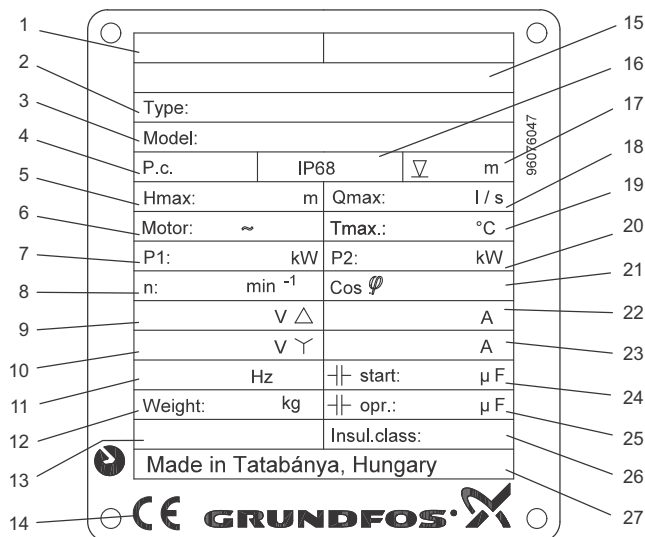 1
15
2
16
Type:
3
17
Model:
4
P.c. IP68 m
96076047
18
5
Hmax: m Qmax: l / s
19
6
Motor: ~ Tmax.: °C
20
7
P1: kW P2: kW
21
8
n: min -1 Cos φ
22
9
V △ A
23
10
V Y A
24
11
Hz start: µF
25
12
Weight: kg opr.: µF
26
13
Insul.class:
Made in Tatabánya, Hungary
27
14
CE GRUNDFOS